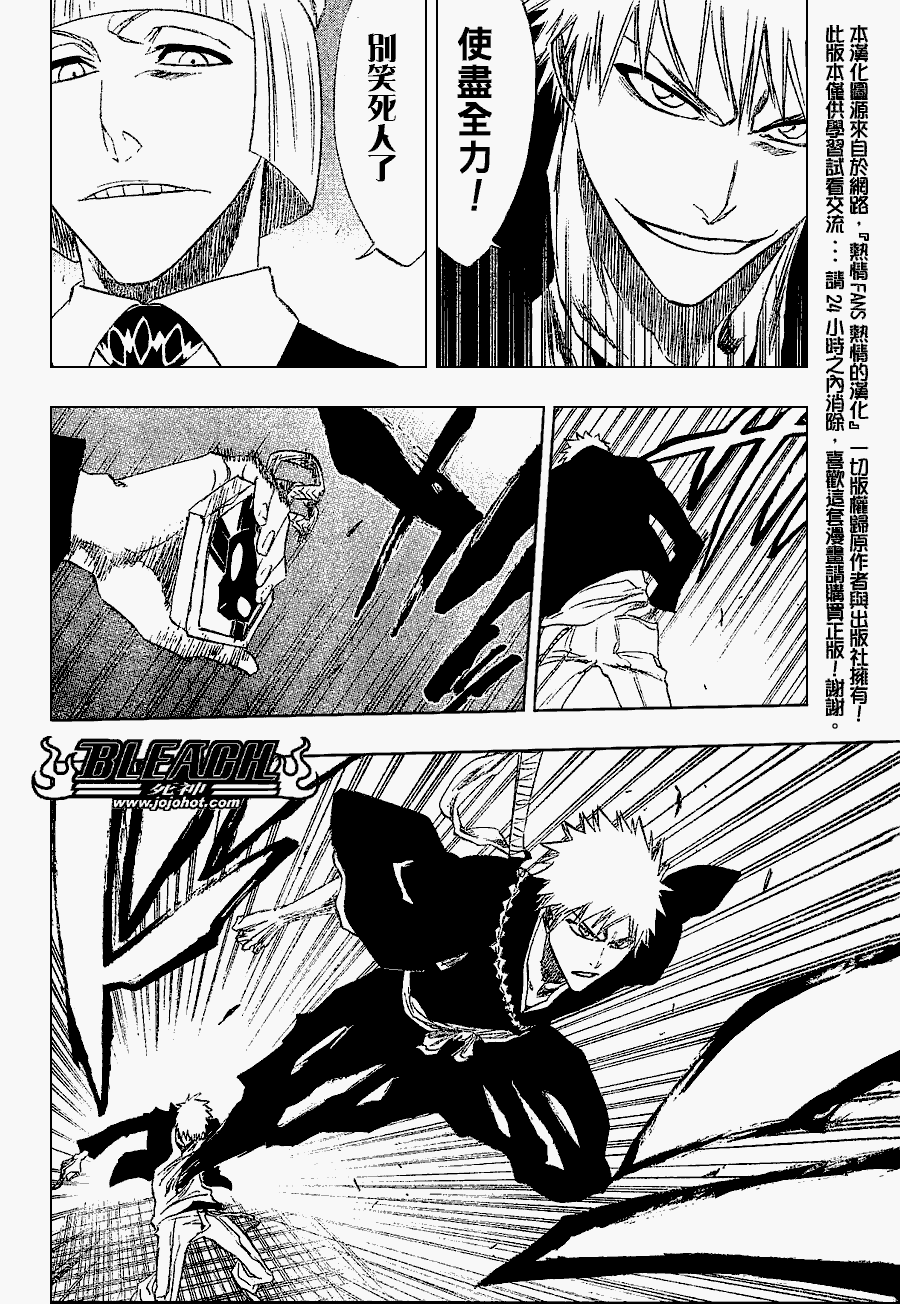 本漢化圖源來自於網路，『熱情FANS 熱情的漢化』一切版權歸原作者與出版社擁有！
此版本僅供學習試看交流... 請 24 小時之內消除，喜歡這套漫畫請購買正版！謝謝。
使盡全力！
別笑死人了
BLEACH
死神
www.jojohot.com